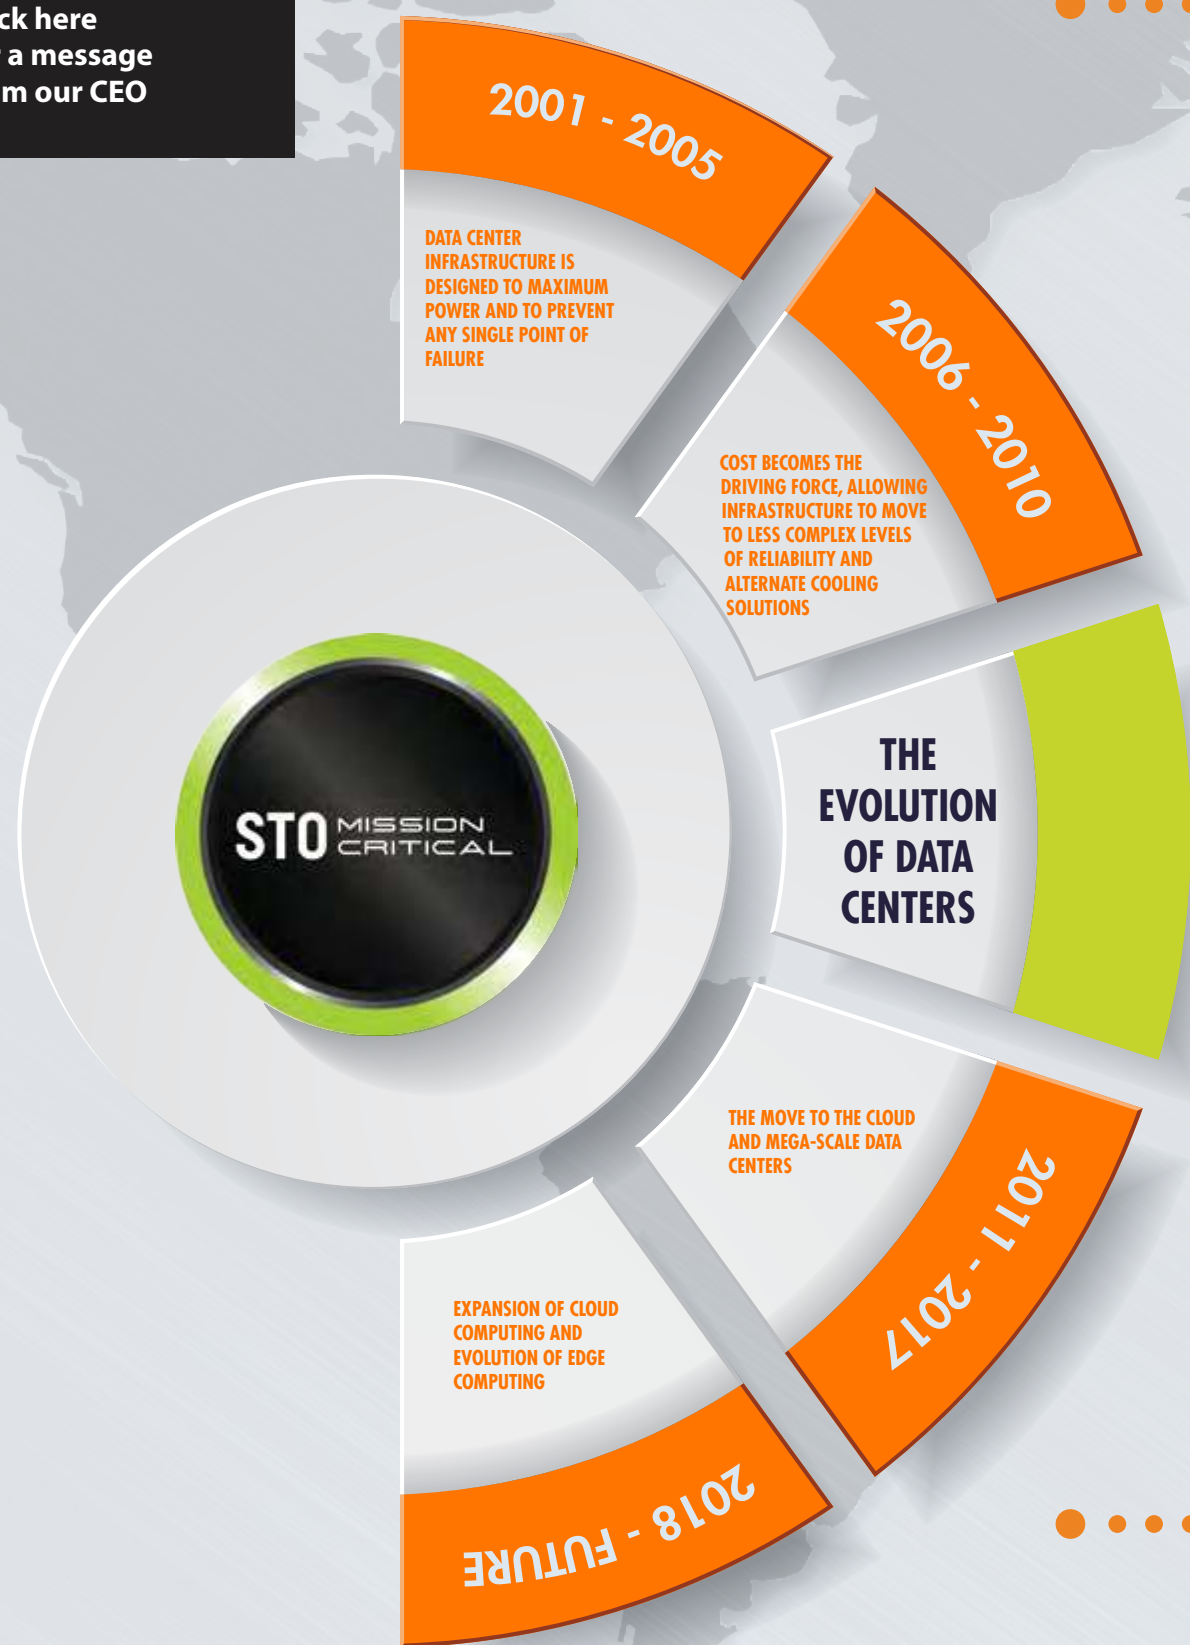 ck here
a message
m our CEO
2001 - 2005
DATA CENTER
INFRASTRUCTURE IS
DESIGNED TO MAXIMUM
POWER AND TO PREVENT
ANY SINGLE POINT OF
FAILURE
2006 - 2010
COST BECOMES THE
DRIVING FORCE, ALLOWING
INFRASTRUCTURE TO MOVE
TO LESS COMPLEX LEVELS
OF RELIABILITY AND
ALTERNATE COOLING
SOLUTIONS
THE
EVOLUTION
OF DATA
CENTERS
STO MISSION
CRITICAL
THE MOVE TO THE CLOUD
AND MEGA-SCALE DATA
CENTERS
2011 - 2017
EXPANSION OF CLOUD
COMPUTING AND
EVOLUTION OF EDGE
COMPUTING
2018 - FUTURE